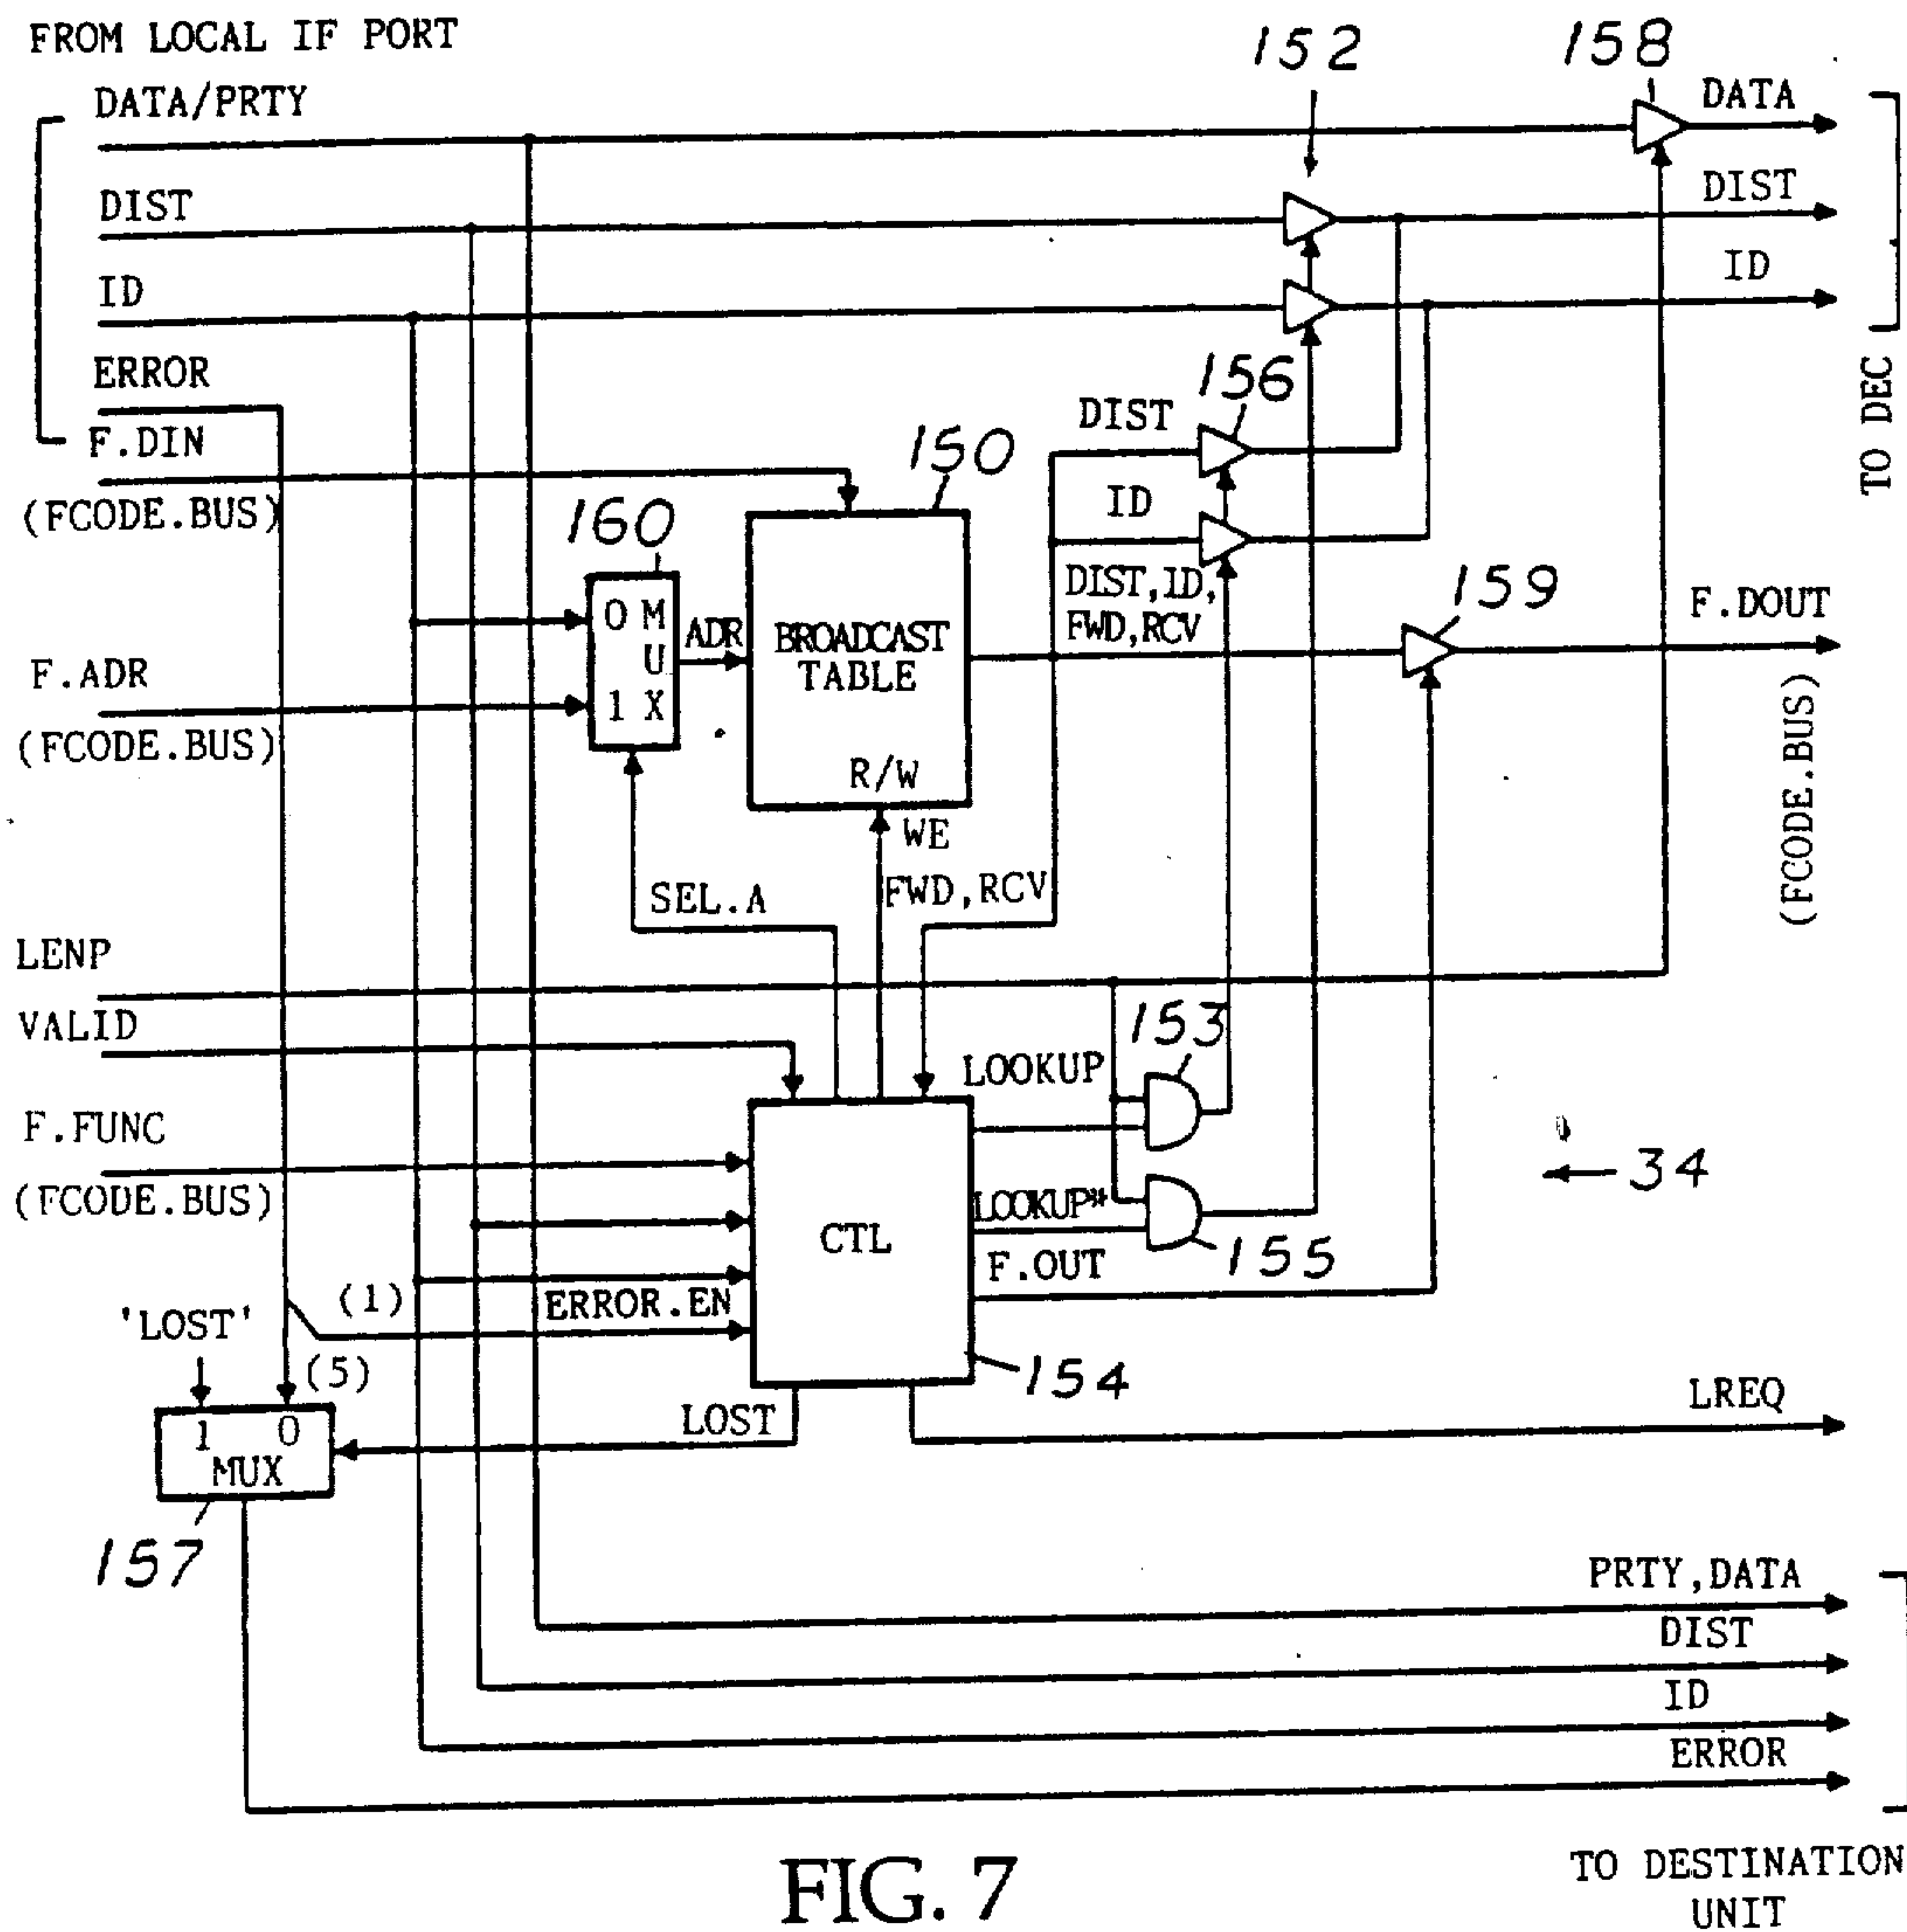 FROM LOCAL IF PORT
152
158
DATA/PRTY
DATA
DIST
DIST
ID
ID
ERROR
156
TO DEC
F.DIN
DIST
150
(FCODE.BUS)
160
ID
0 M
U
1 X
ADR
BROADCAST
TABLE
DIST,ID,
FWD,RCV
159
F.DOUT
F.ADR
(FCODE.BUS)
(FCODE.BUS)
R/W
WE
SEL.A
FWD,RCV
LENP
VALID
153
LOOKUP
F.FUNC
34
(FCODE.BUS)
LOOKUP*
CTL
155
F.OUT
(1)
ERROR.EN
'LOST'
(5)
154
LREQ
LOST
1 0
MUX
157
PRTY,DATA
DIST
ID
ERROR
FIG. 7
TO DESTINATION
UNIT